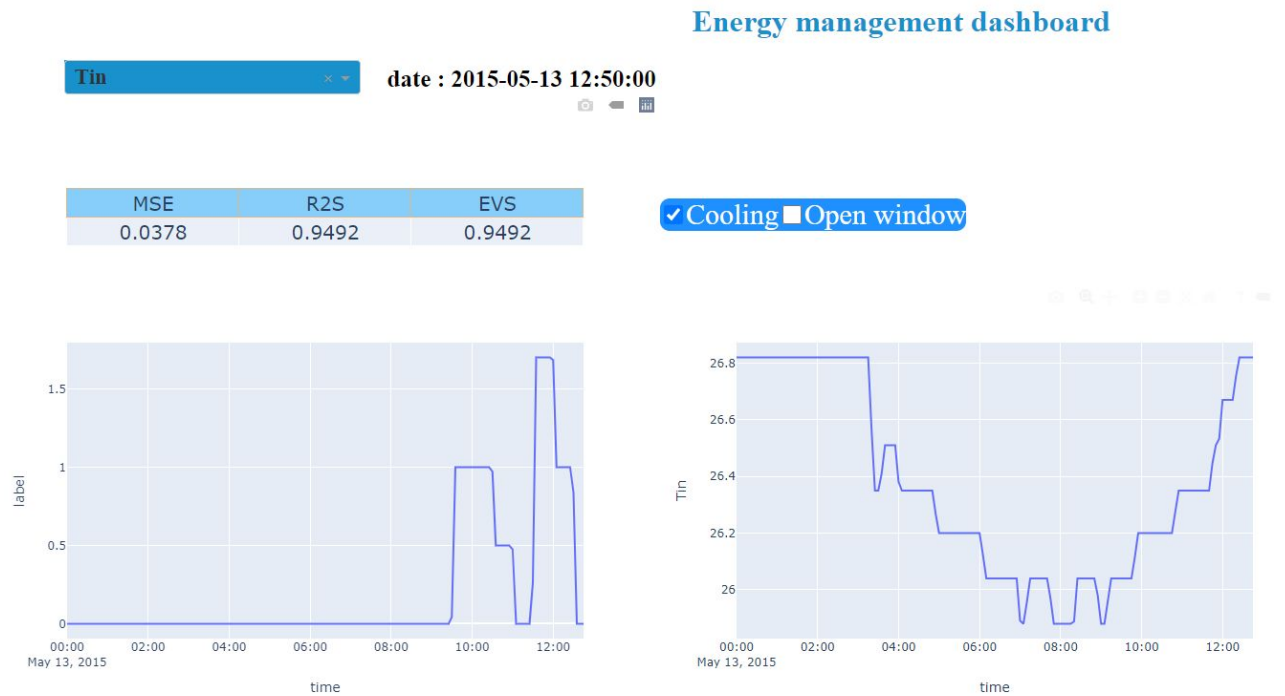 Energy management dashboard
Tin
date : 2015-05-13 12:50:00
MSE R2S EVS
0.0378 0.9492 0.9492
Cooling Open window
label
1.5
1
0.5
0
00:00 02:00 04:00 06:00 08:00 10:00 12:00
May 13, 2015
time
Tin
26.8
26.6
26.4
26.2
26
00:00 02:00 04:00 06:00 08:00 10:00 12:00
May 13, 2015
time